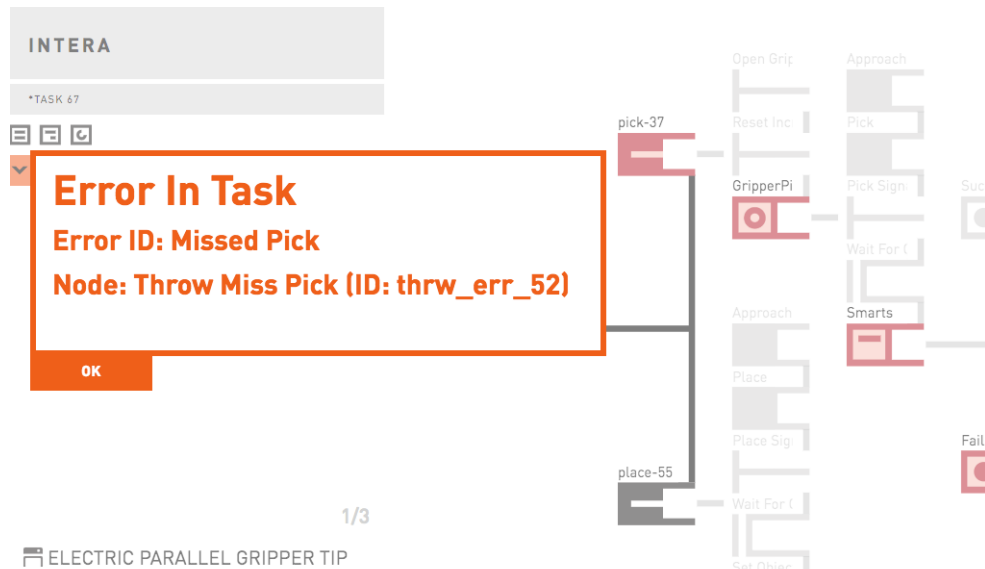 INTERA
*TASK 67
Error In Task
Error ID: Missed Pick
Node: Throw Miss Pick (ID: thrw_err_52)
OK
1/3
ELECTRIC PARALLEL GRIPPER TIP
pick-37
place-55
Open Grip
Reset Inc
GripperPi
Approach
Place
Place Sig
Wait For (
Set Objec
Approach
Pick
Pick Sign
Wait For (
Smarts
Suc
Fail